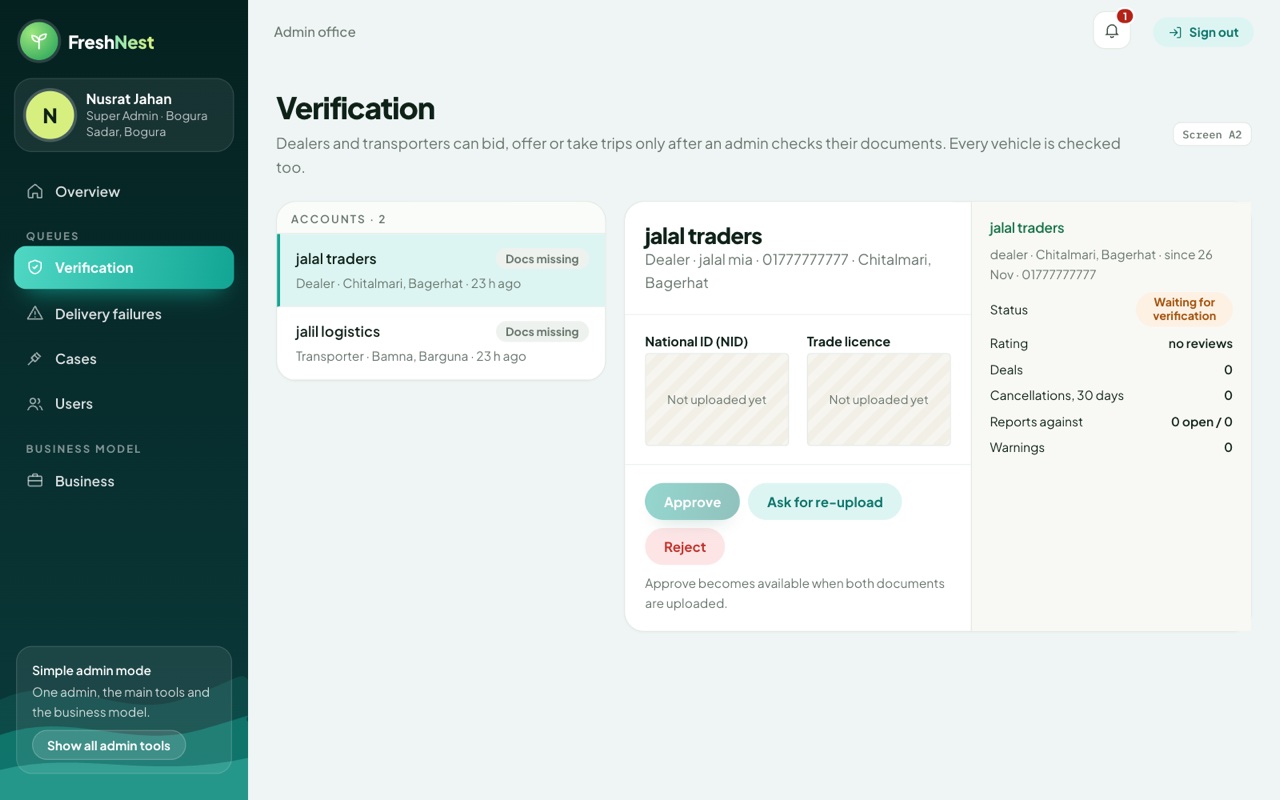 FreshNest
N
Nusrat Jahan
Super Admin · Bogura
Sadar, Bogura
Overview
QUEUES
Verification
Delivery failures
Cases
Users
BUSINESS MODEL
Business
Simple admin mode
One admin, the main tools and
the business model.
Show all admin tools
Admin office
1
Sign out
Verification
Dealers and transporters can bid, offer or take trips only after an admin checks their documents. Every vehicle is checked
too.
Screen A2
ACCOUNTS · 2
jalal traders
Docs missing
Dealer · Chitalmari, Bagerhat · 23 h ago
jalil logistics
Docs missing
Transporter · Bamna, Barguna · 23 h ago
jalal traders
Dealer · jalal mia · 01777777777 · Chitalmari,
Bagerhat
National ID (NID)
Trade licence
Not uploaded yet
Not uploaded yet
Approve
Ask for re-upload
Reject
Approve becomes available when both documents
are uploaded.
jalal traders
dealer · Chitalmari, Bagerhat · since 26
Nov · 01777777777
Status
Waiting for
verification
Rating no reviews
Deals 0
Cancellations, 30 days 0
Reports against 0 open / 0
Warnings 0